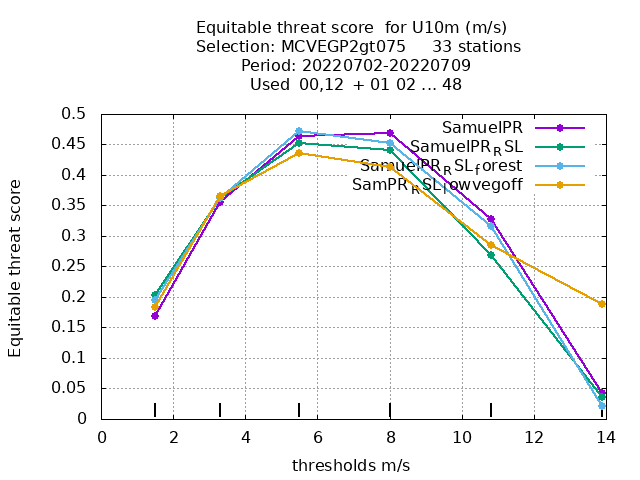 Equitable threat score for U10m (m/s)
Selection: MCVEGP2gt075 33 stations
Period: 20220702-20220709
Used 00,12 + 01 02 ... 48
SamuelPR
SamuelPR_RSL
SamuelPR_RSL_forest
SamPR_RSL_lowvegoff
Equitable threat score
0.5
0.45
0.4
0.35
0.3
0.25
0.2
0.15
0.1
0.05
0
0 2 4 6 8 10 12 14
thresholds m/s